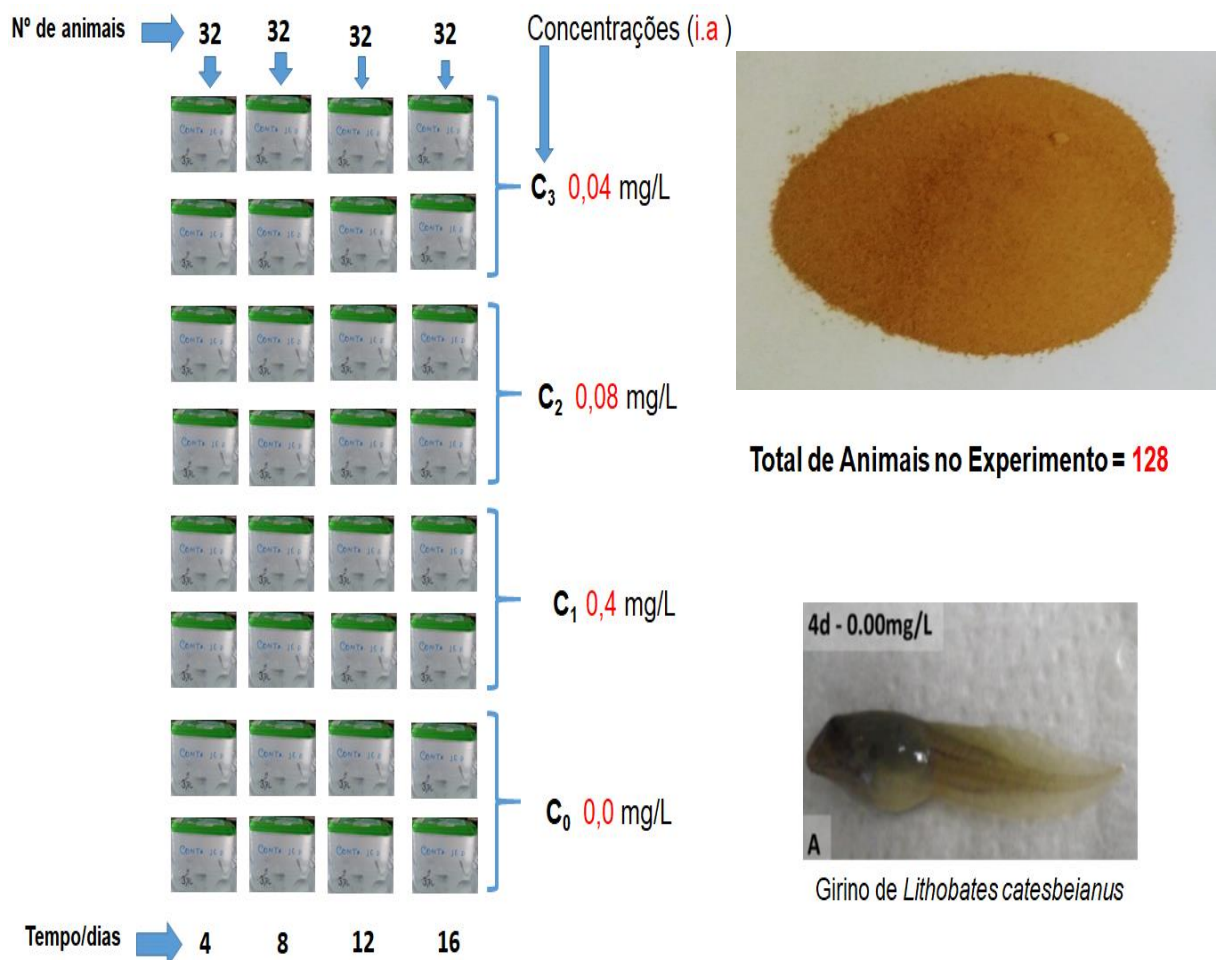 Nº de animais 32 32 32 32
Concentrações (i.a )
C₃ 0,04 mg/L
C₂ 0,08 mg/L
C₁ 0,4 mg/L
C₀ 0,0 mg/L
Tempo/dias 4 8 12 16
Total de Animais no Experimento = 128
4d - 0.00mg/L
A
Girino de Lithobates catesbeianus